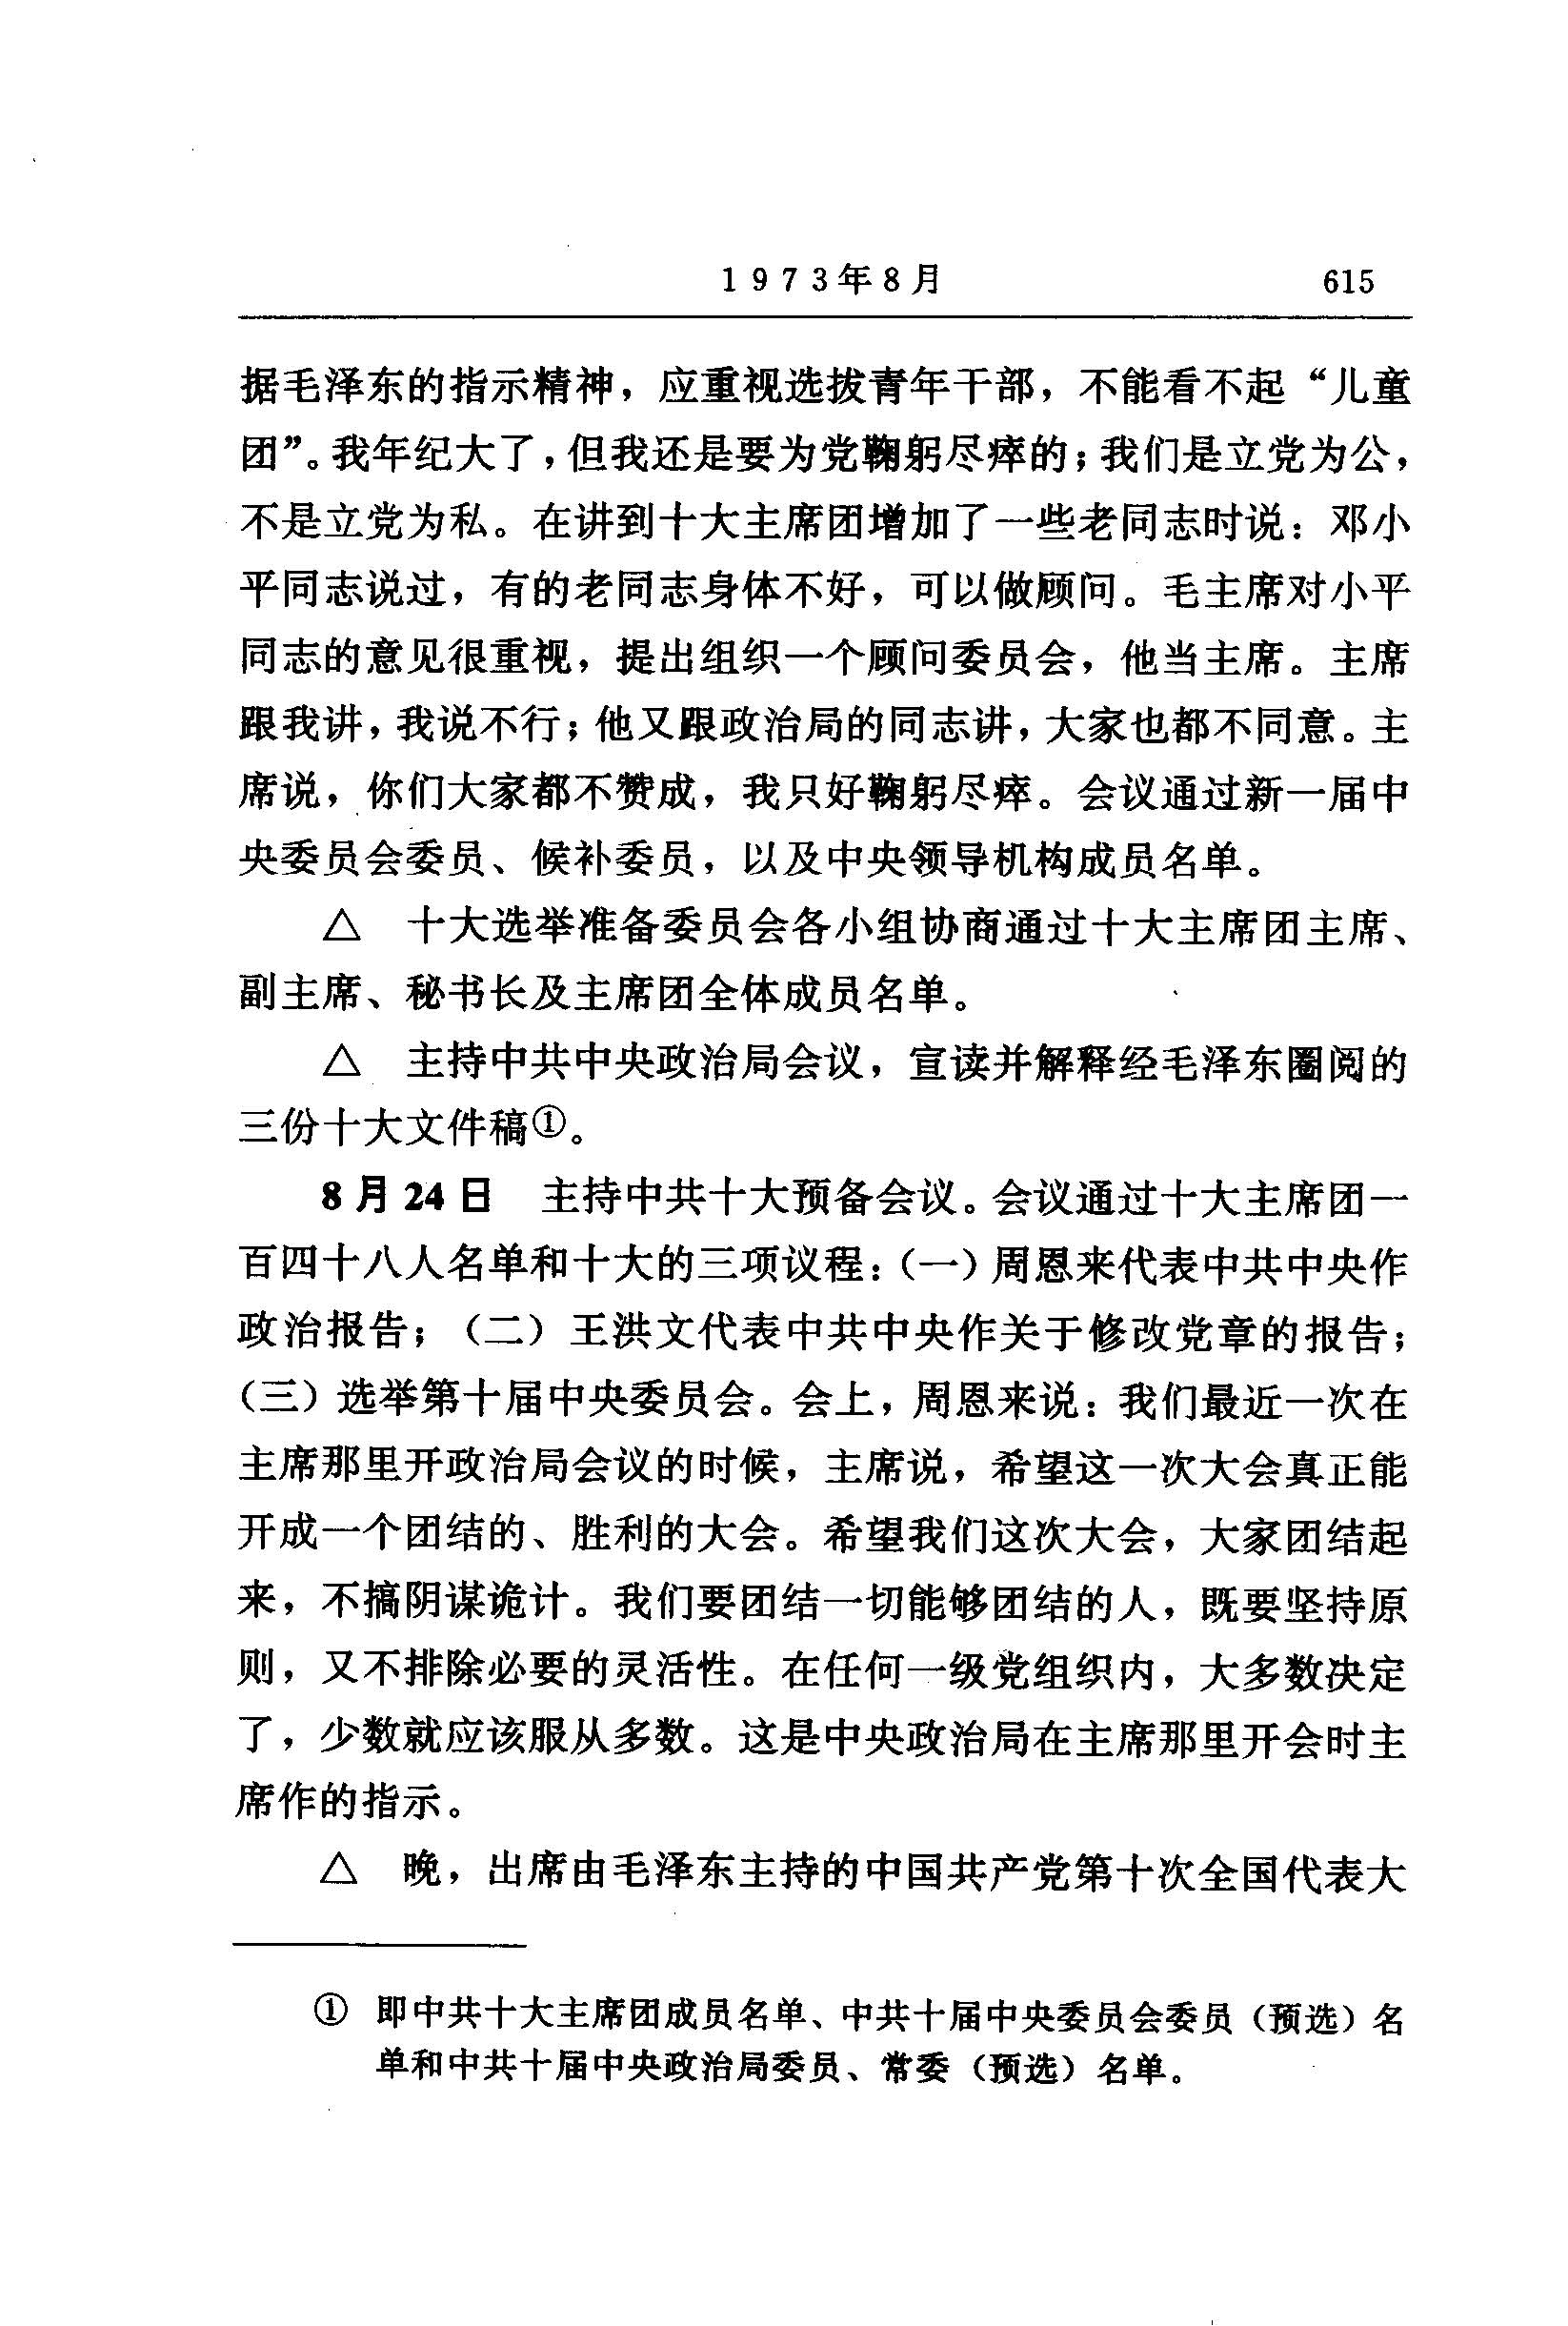 1973年8月 615
据毛泽东的指示精神，应重视选拔青年干部，不能看不起“儿童
团”。我年纪大了，但我还是要为党鞠躬尽瘁的；我们是立党为公，
不是立党为私。在讲到十大主席团增加了一些老同志时说：邓小
平同志说过，有的老同志身体不好，可以做顾问。毛主席对小平
同志的意见很重视，提出组织一个顾问委员会，他当主席。主席
跟我讲，我说不行；他又跟政治局的同志讲，大家也都不同意。主
席说，你们大家都不赞成，我只好鞠躬尽瘁。会议通过新一届中
央委员会委员、候补委员，以及中央领导机构成员名单。
△ 十大选举准备委员会各小组协商通过十大主席团主席、
副主席、秘书长及主席团全体成员名单。
△ 主持中共中央政治局会议，宣读并解释经毛泽东圈阅的
三份十大文件稿①。
8月24日 主持中共十大预备会议。会议通过十大主席团一
百四十八人名单和十大的三项议程：（一）周恩来代表中共中央作
政治报告；（二）王洪文代表中共中央作关于修改党章的报告；
（三）选举第十届中央委员会。会上，周恩来说：我们最近一次在
主席那里开政治局会议的时候，主席说，希望这一次大会真正能
开成一个团结的、胜利的大会。希望我们这次大会，大家团结起
来，不搞阴谋诡计。我们要团结一切能够团结的人，既要坚持原
则，又不排除必要的灵活性。在任何一级党组织内，大多数决定
了，少数就应该服从多数。这是中央政治局在主席那里开会时主
席作的指示。
△ 晚，出席由毛泽东主持的中国共产党第十次全国代表大
① 即中共十大主席团成员名单、中共十届中央委员会委员（预选）名
单和中共十届中央政治局委员、常委（预选）名单。